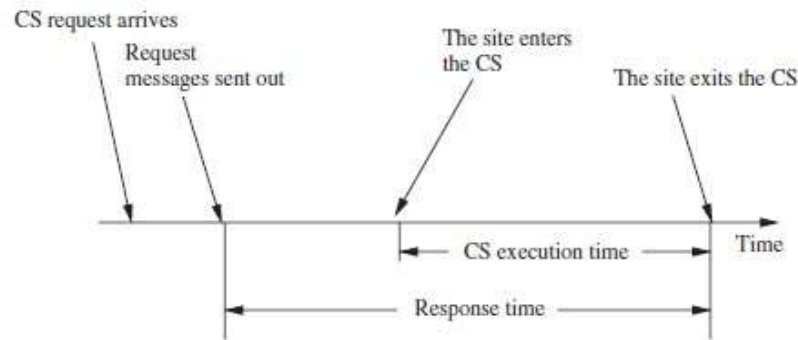 CS request arrives
Request
messages sent out
The site enters
the CS
The site exits the CS
Time
CS execution time
Response time